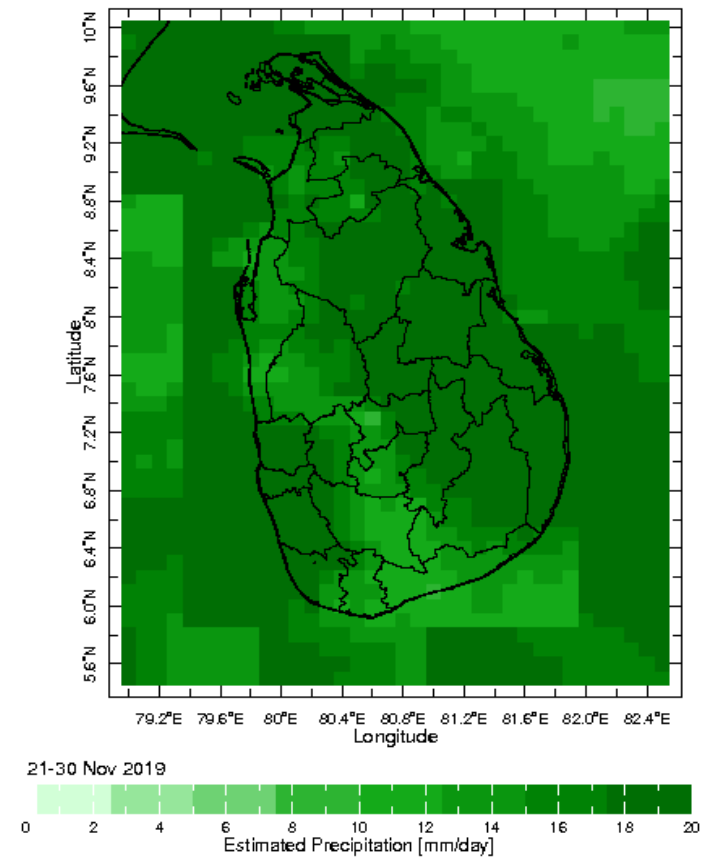 10°N
9.6°N
9.2°N
8.8°N
8.4°N
8°N
7.6°N
7.2°N
6.8°N
6.4°N
6.0°N
5.6°N
Latitude
79.2°E 79.6°E 80°E 80.4°E 80.8°E 81.2°E 81.6°E 82.0°E 82.4°E
Longitude
21-30 Nov 2019
0 2 4 6 8 10 12 14 16 18 20
Estimated Precipitation [mm/day]